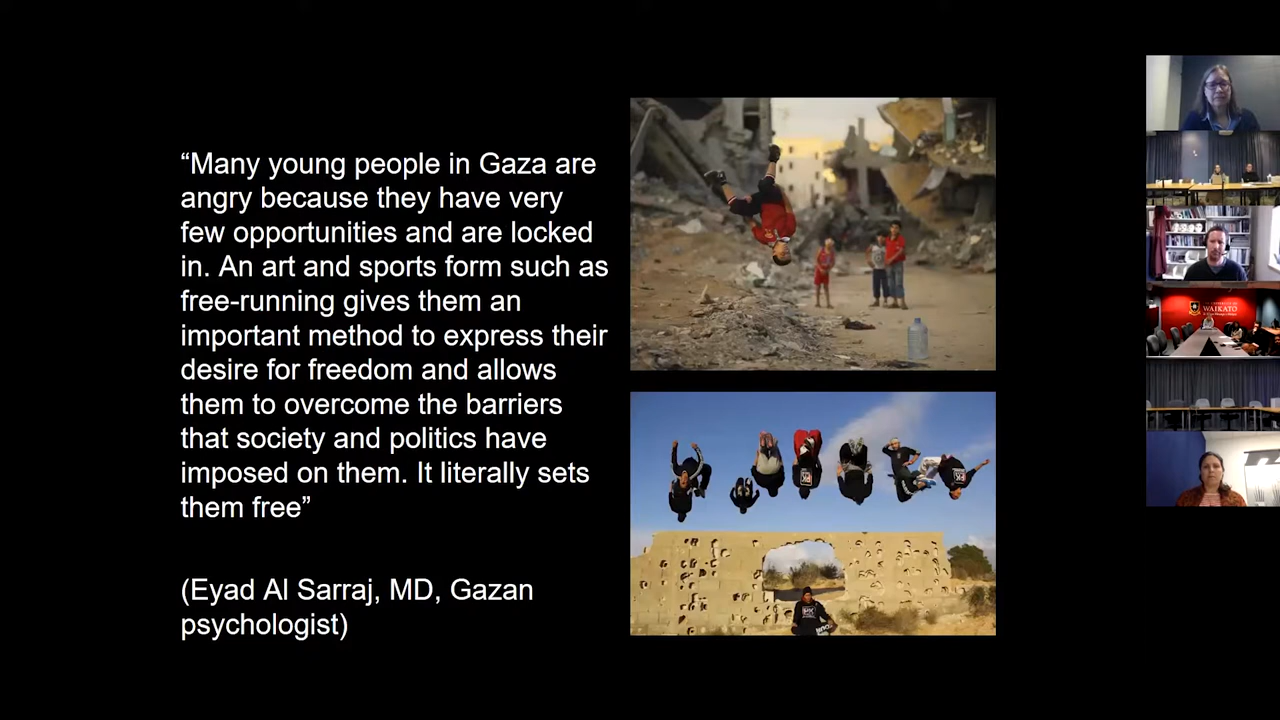 “Many young people in Gaza are
angry because they have very
few opportunities and are locked
in. An art and sports form such as
free-running gives them an
important method to express their
desire for freedom and allows
them to overcome the barriers
that society and politics have
imposed on them. It literally sets
them free”
(Eyad Al Sarraj, MD, Gazan
psychologist)
WAIKATO